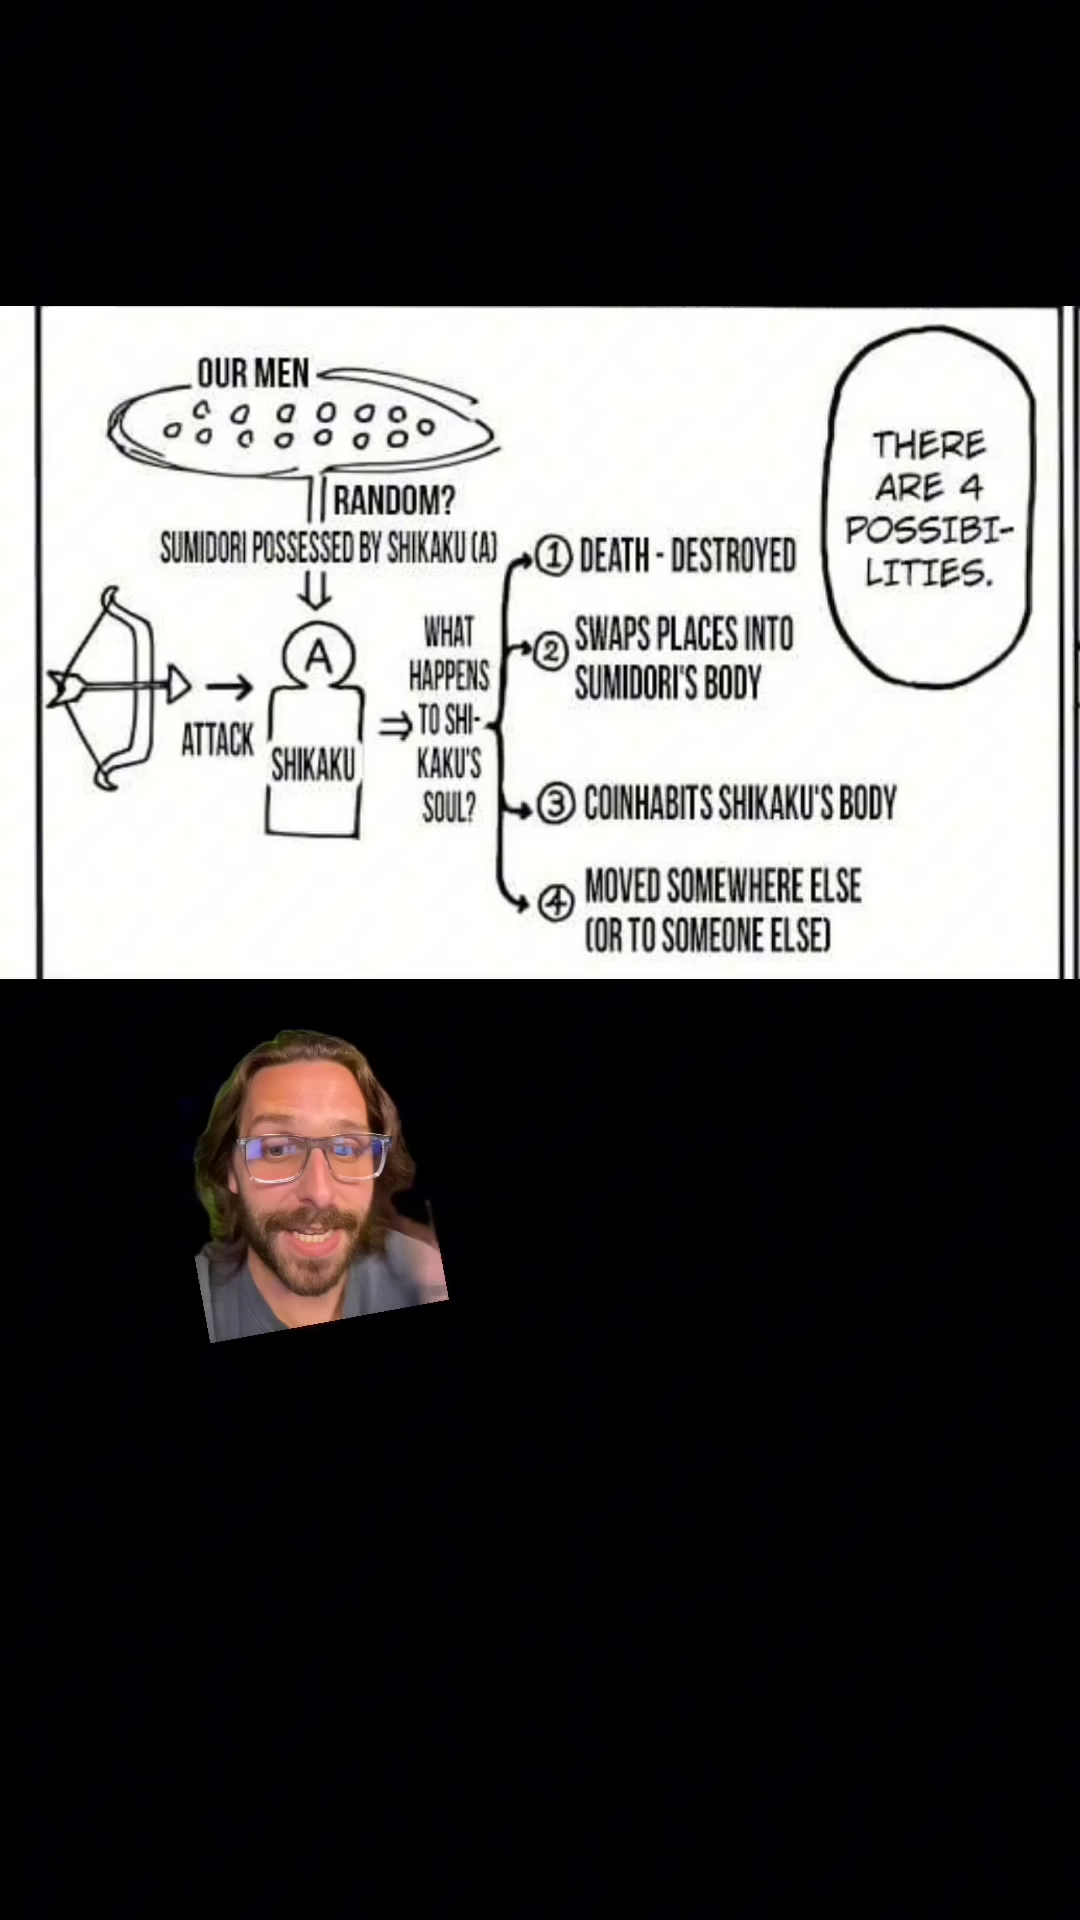 OUR MEN
RANDOM?
SUMIDORI POSSESSED BY SHIKAKU (A)
A
ATTACK
SHIKAKU
WHAT
HAPPENS
TO SHI-
KAKU'S
SOUL?
① DEATH - DESTROYED
② SWAPS PLACES INTO
SUMIDORI'S BODY
③ COINHABITS SHIKAKU'S BODY
④ MOVED SOMEWHERE ELSE
(OR TO SOMEONE ELSE)
THERE
ARE 4
POSSIBI-
LITIES.